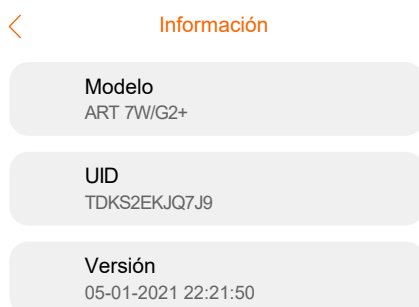 Información
Modelo
ART 7W/G2+
UID
TDKS2EKJQ7J9
Versión
05-01-2021 22:21:50